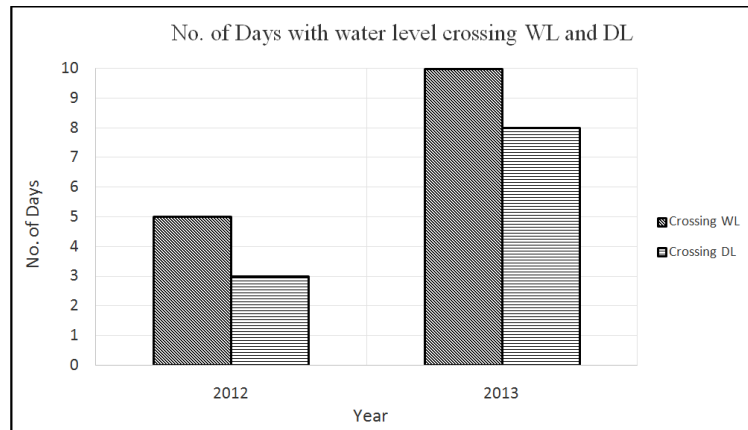 No. of Days with water level crossing WL and DL
10
9
8
7
6
5
4
3
2
1
0
No. of Days
2012
2013
Year
Crossing WL
Crossing DL